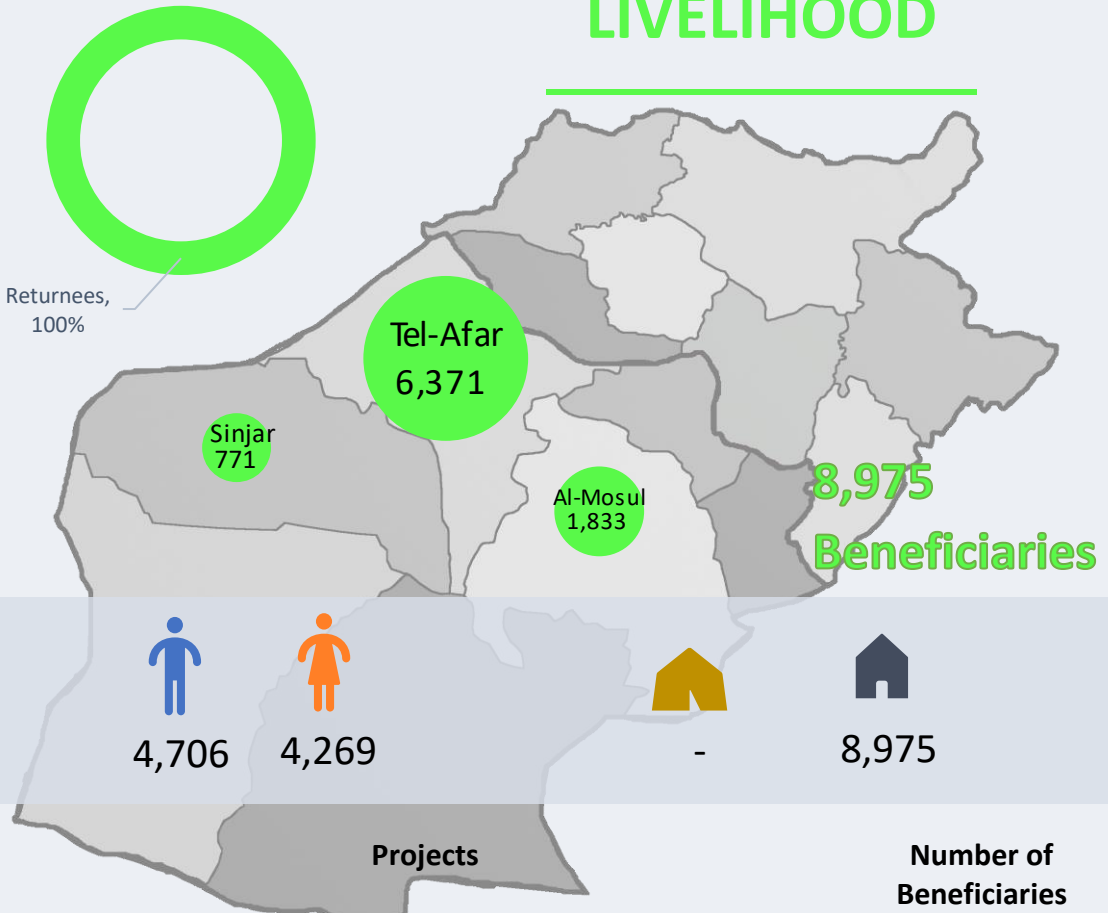 LIVELIHOOD
Returnees,
100%
Tel-Afar
6,371
Sinjar
771
Al-Mosul
1,833
8,975
Beneficiaries
4,706
4,269
-
8,975
Projects
Number of
Beneficiaries